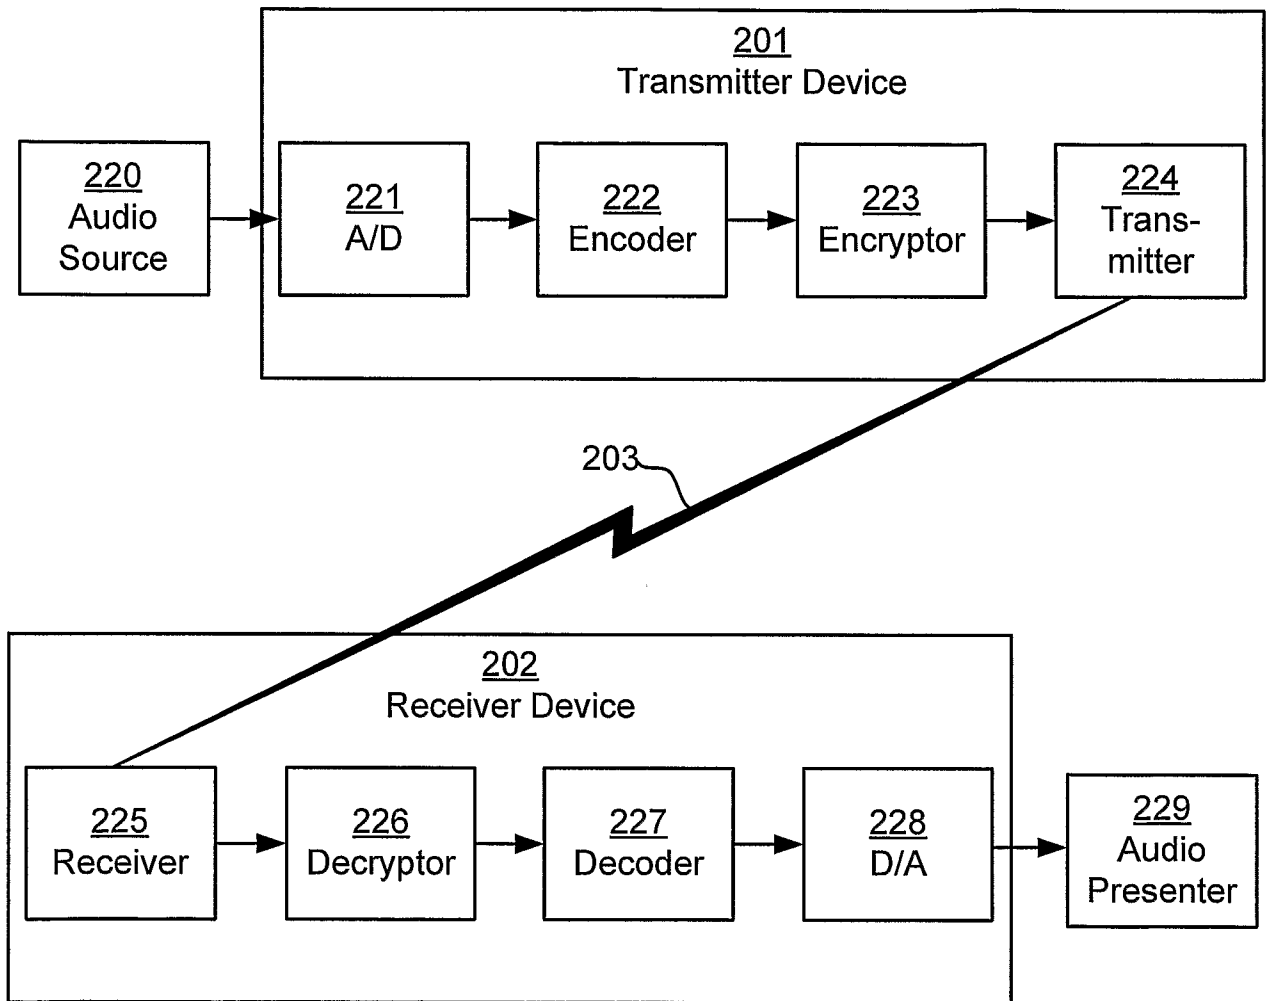 201
Transmitter Device
220
Audio
Source
221
A/D
222
Encoder
223
Encryptor
224
Trans-
mitter
203
202
Receiver Device
225
Receiver
226
Decryptor
227
Decoder
228
D/A
229
Audio
Presenter